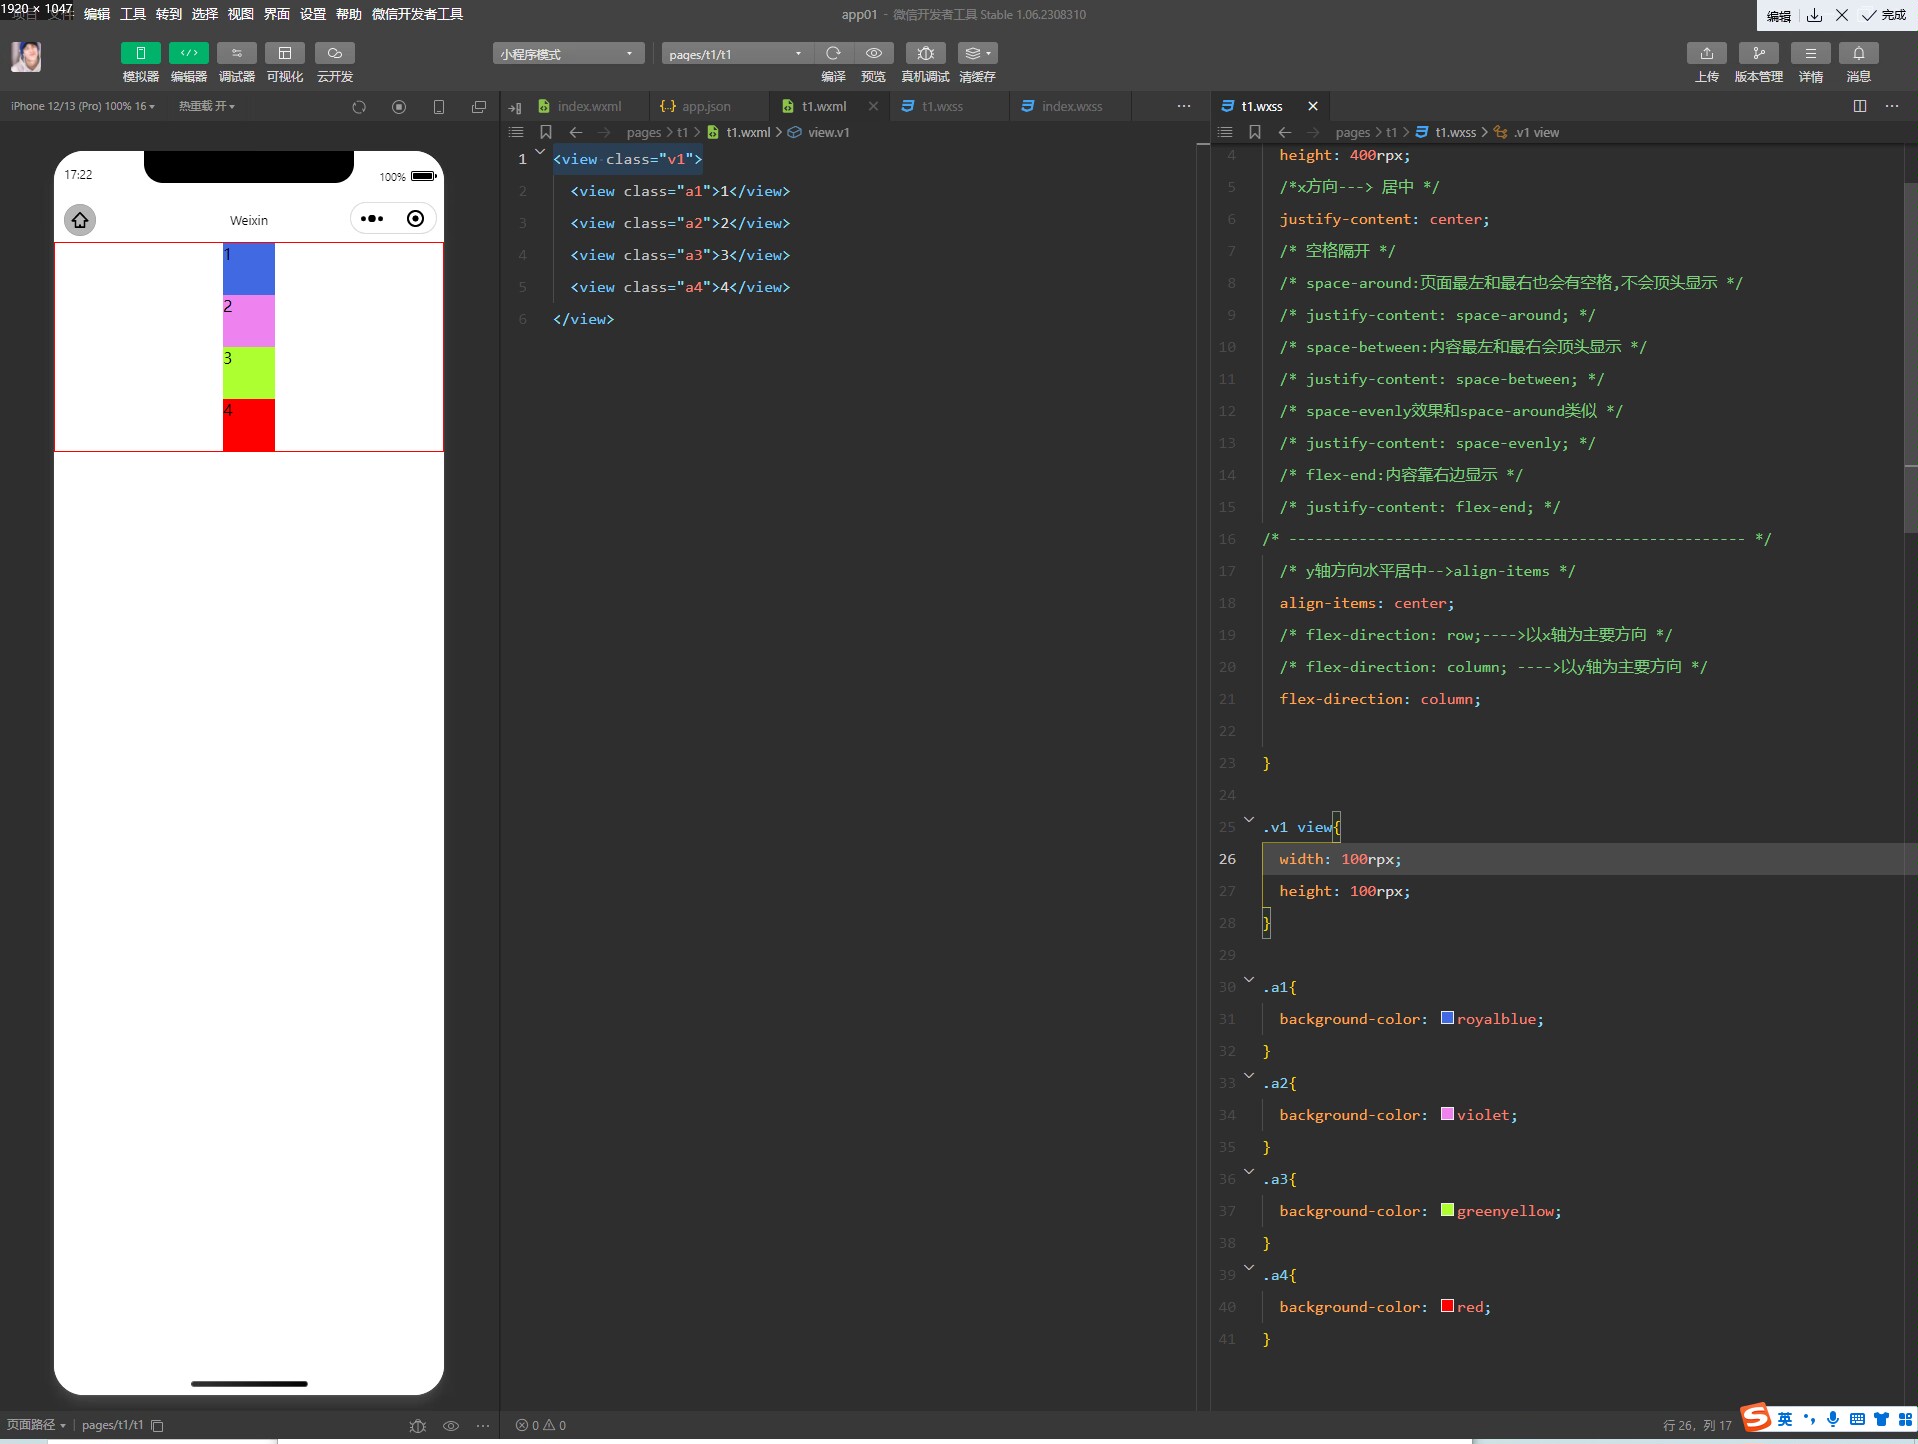 1920 × 1047
项目 文件 编辑 工具 转到 选择 视图 界面 设置 帮助 微信开发者工具
app01 - 微信开发者工具 Stable 1.06.2308310
编辑 完成
模拟器 编辑器 调试器 可视化 云开发
小程序模式
pages/t1/t1
编译 预览 真机调试 清缓存
上传 版本管理 详情 消息
iPhone 12/13 (Pro) 100% 16
热重载 开
17:22
100%
Weixin
1
2
3
4
index.wxml
app.json
t1.wxml
t1.wxss
index.wxss
pages > t1 > t1.wxml > view.v1
1 <view class="v1">
2 <view class="a1">1</view>
3 <view class="a2">2</view>
4 <view class="a3">3</view>
5 <view class="a4">4</view>
6 </view>
t1.wxss
pages > t1 > t1.wxss > .v1 view
4 height: 400rpx;
5 /*x方向---> 居中 */
6 justify-content: center;
7 /* 空格隔开 */
8 /* space-around:页面最左和最右也会有空格,不会顶头显示 */
9 /* justify-content: space-around; */
10 /* space-between:内容最左和最右会顶头显示 */
11 /* justify-content: space-between; */
12 /* space-evenly效果和space-around类似 */
13 /* justify-content: space-evenly; */
14 /* flex-end:内容靠右边显示 */
15 /* justify-content: flex-end; */
16 /* ---------------------------------------------------- */
17 /* y轴方向水平居中-->align-items */
18 align-items: center;
19 /* flex-direction: row;---->以x轴为主要方向 */
20 /* flex-direction: column; ---->以y轴为主要方向 */
21 flex-direction: column;
22
23 }
24
25 .v1 view{
26 width: 100rpx;
27 height: 100rpx;
28 }
29
30 .a1{
31 background-color: royalblue;
32 }
33 .a2{
34 background-color: violet;
35 }
36 .a3{
37 background-color: greenyellow;
38 }
39 .a4{
40 background-color: red;
41 }
页面路径
pages/t1/t1
0 0
行 26，列 17
S 英